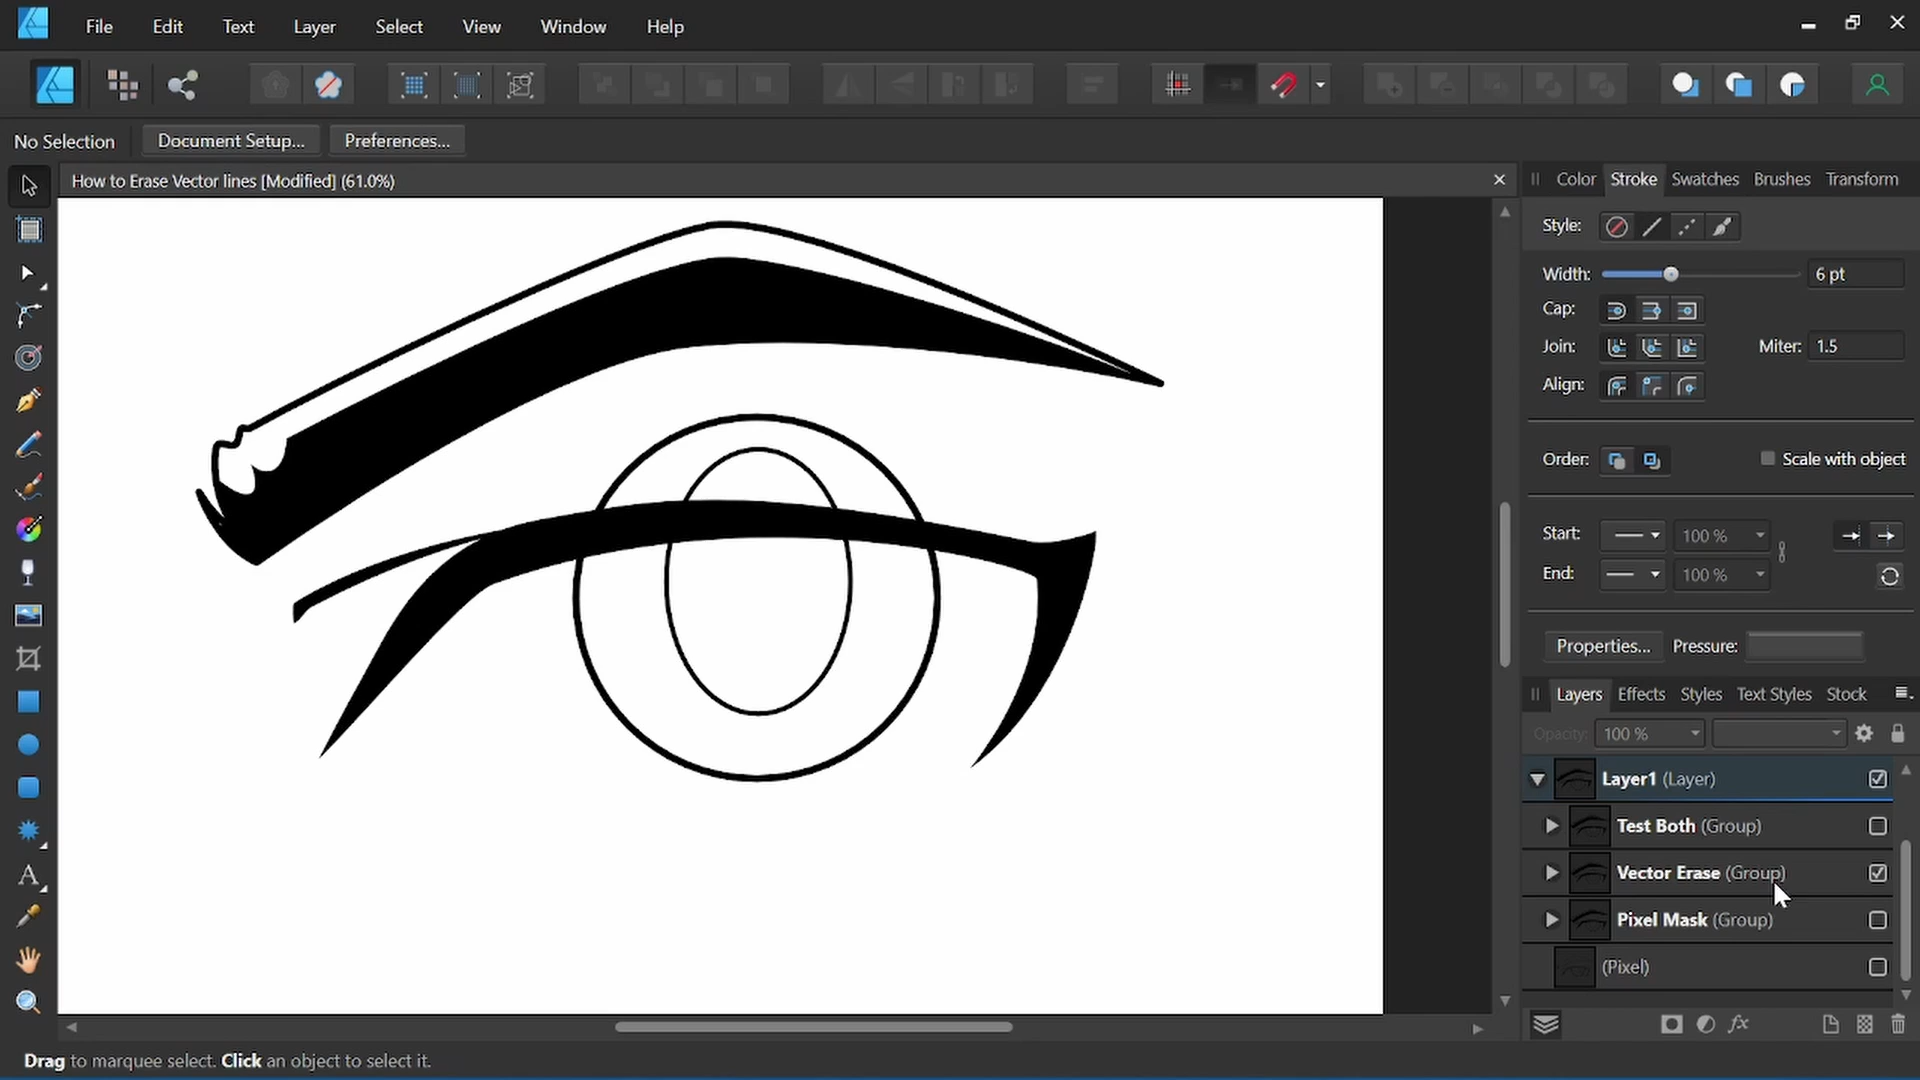 File Edit Text Layer Select View Window Help
No Selection Document Setup... Preferences...
How to Erase Vector lines [Modified] (61.0%)
Color Stroke Swatches Brushes Transform
Style:
Width: 6 pt
Cap:
Join: Miter: 1.5
Align:
Order: Scale with object
Start: 100 %
End: 100 %
Properties... Pressure:
Layers Effects Styles Text Styles Stock
Opacity: 100 %
Layer1 (Layer)
Test Both (Group)
Vector Erase (Group)
Pixel Mask (Group)
(Pixel)
Drag to marquee select. Click an object to select it.